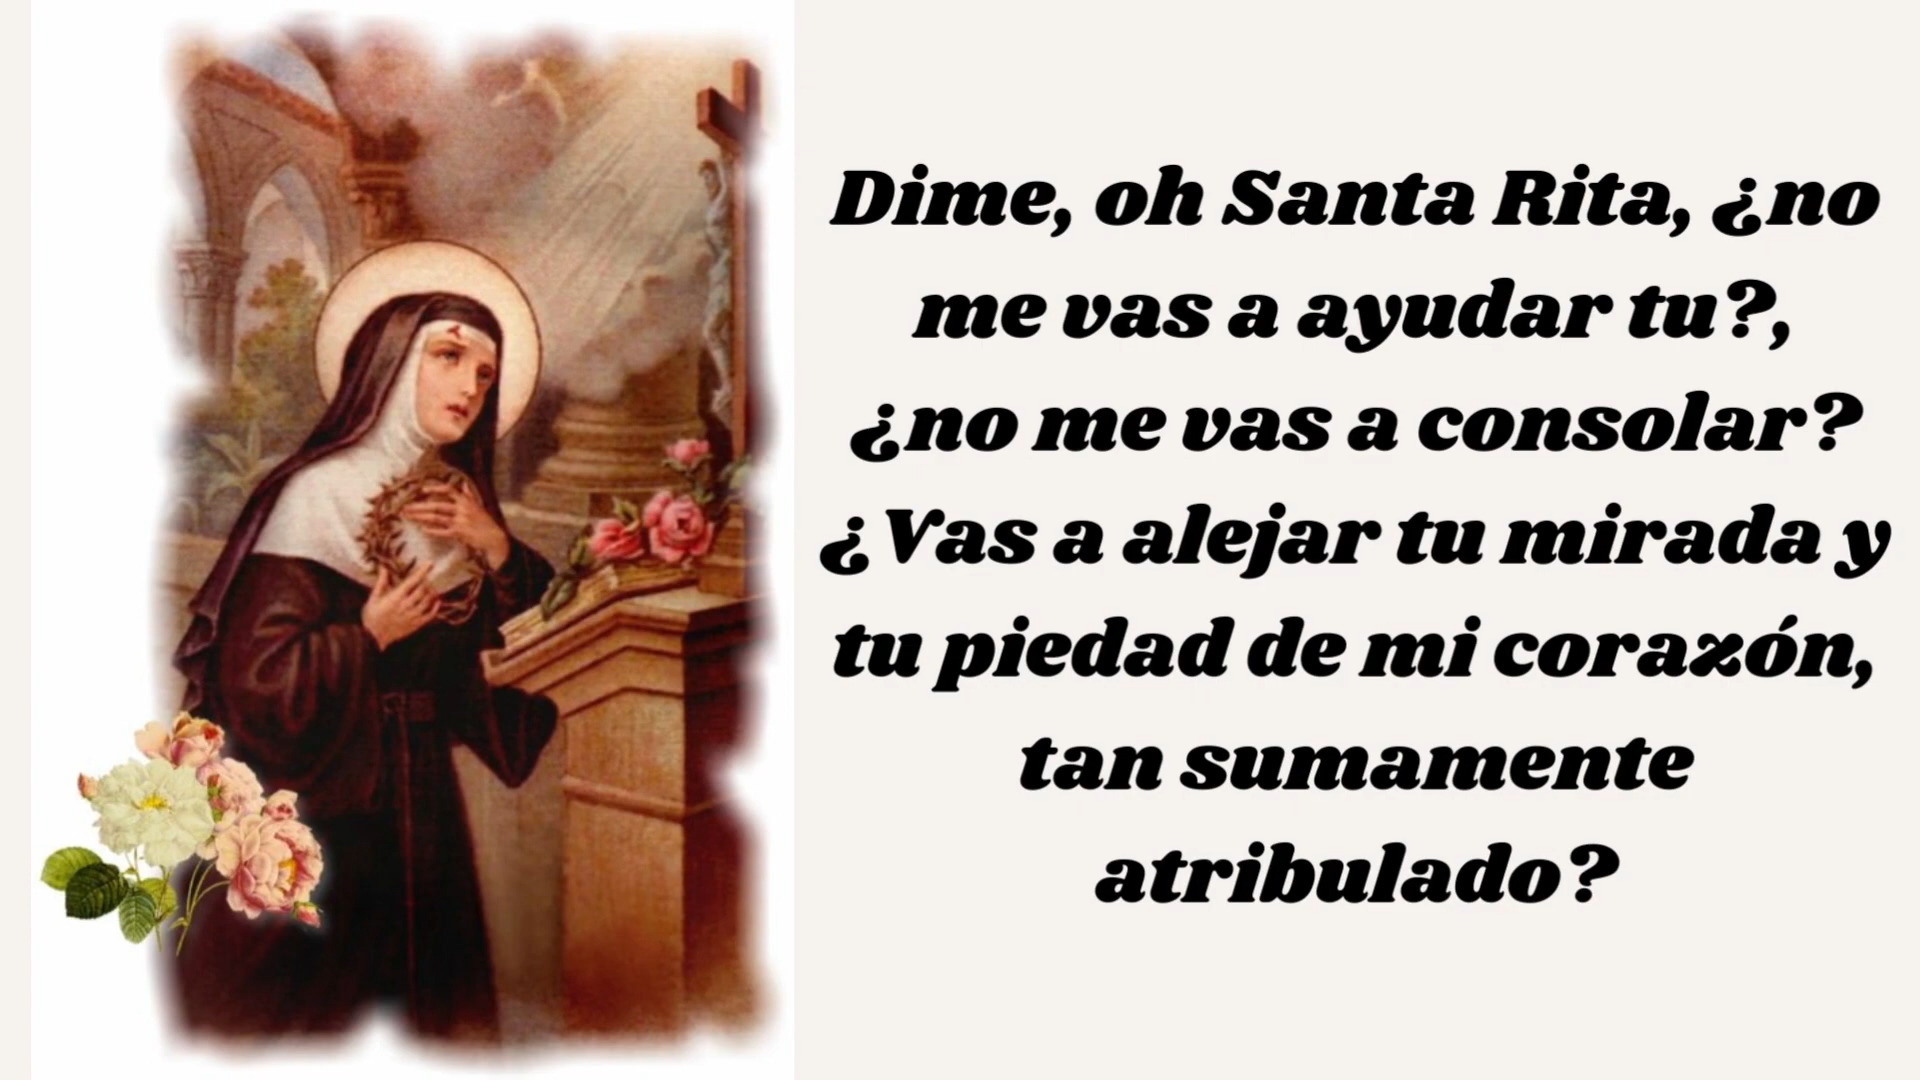 Dime, oh Santa Rita, ¿no
me vas a ayudar tu?,
¿no me vas a consolar?
¿Vas a alejar tu mirada y
tu piedad de mi corazón,
tan sumamente
atribulado?